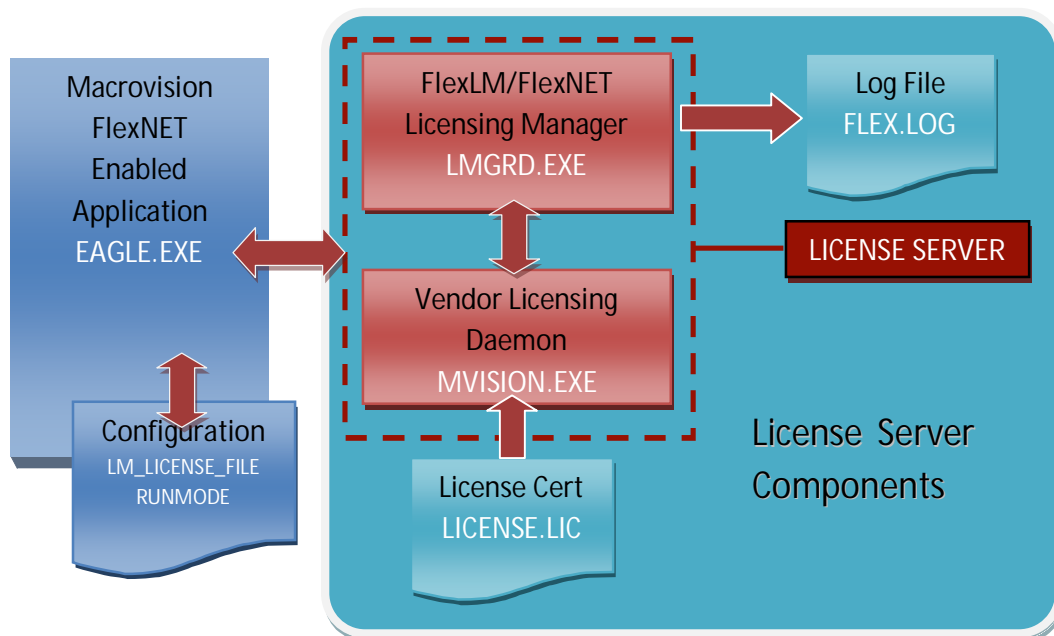 Macrovision
FlexNET
Enabled
Application
EAGLE.EXE
Configuration
LM_LICENSE_FILE
RUNMODE
FlexLM/FlexNET
Licensing Manager
LMGRD.EXE
Vendor Licensing
Daemon
MVISION.EXE
License Cert
LICENSE.LIC
Log File
FLEX.LOG
LICENSE SERVER
License Server
Components